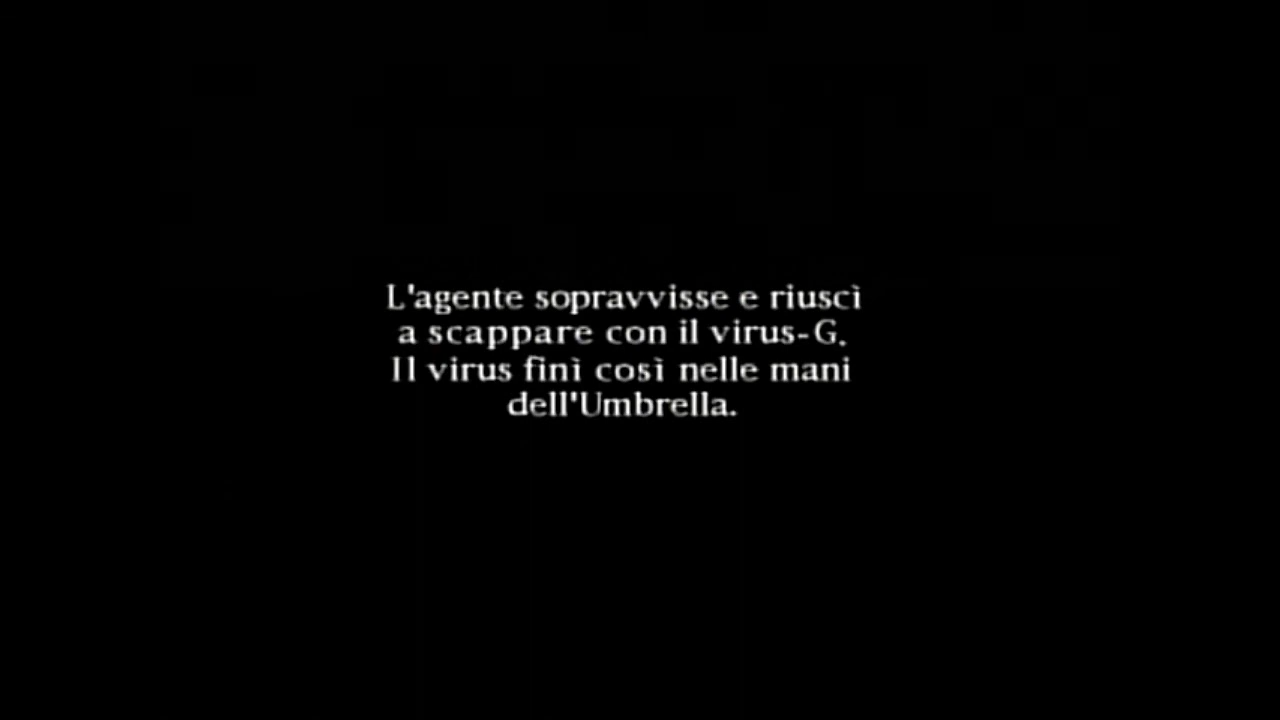 L'agente sopravvisse e riuscì
a scappare con il virus-G.
Il virus finì così nelle mani
dell'Umbrella.